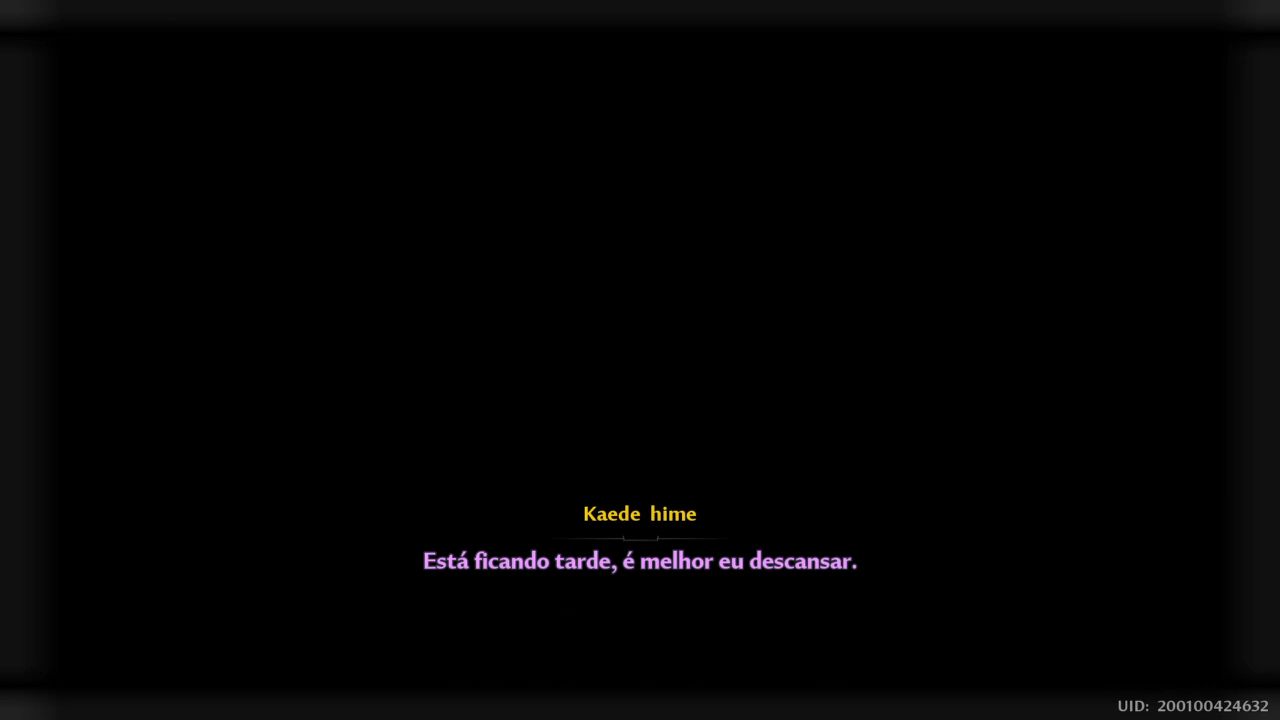 Kaede hime
Está ficando tarde, é melhor eu descansar.
UID: 200100424632